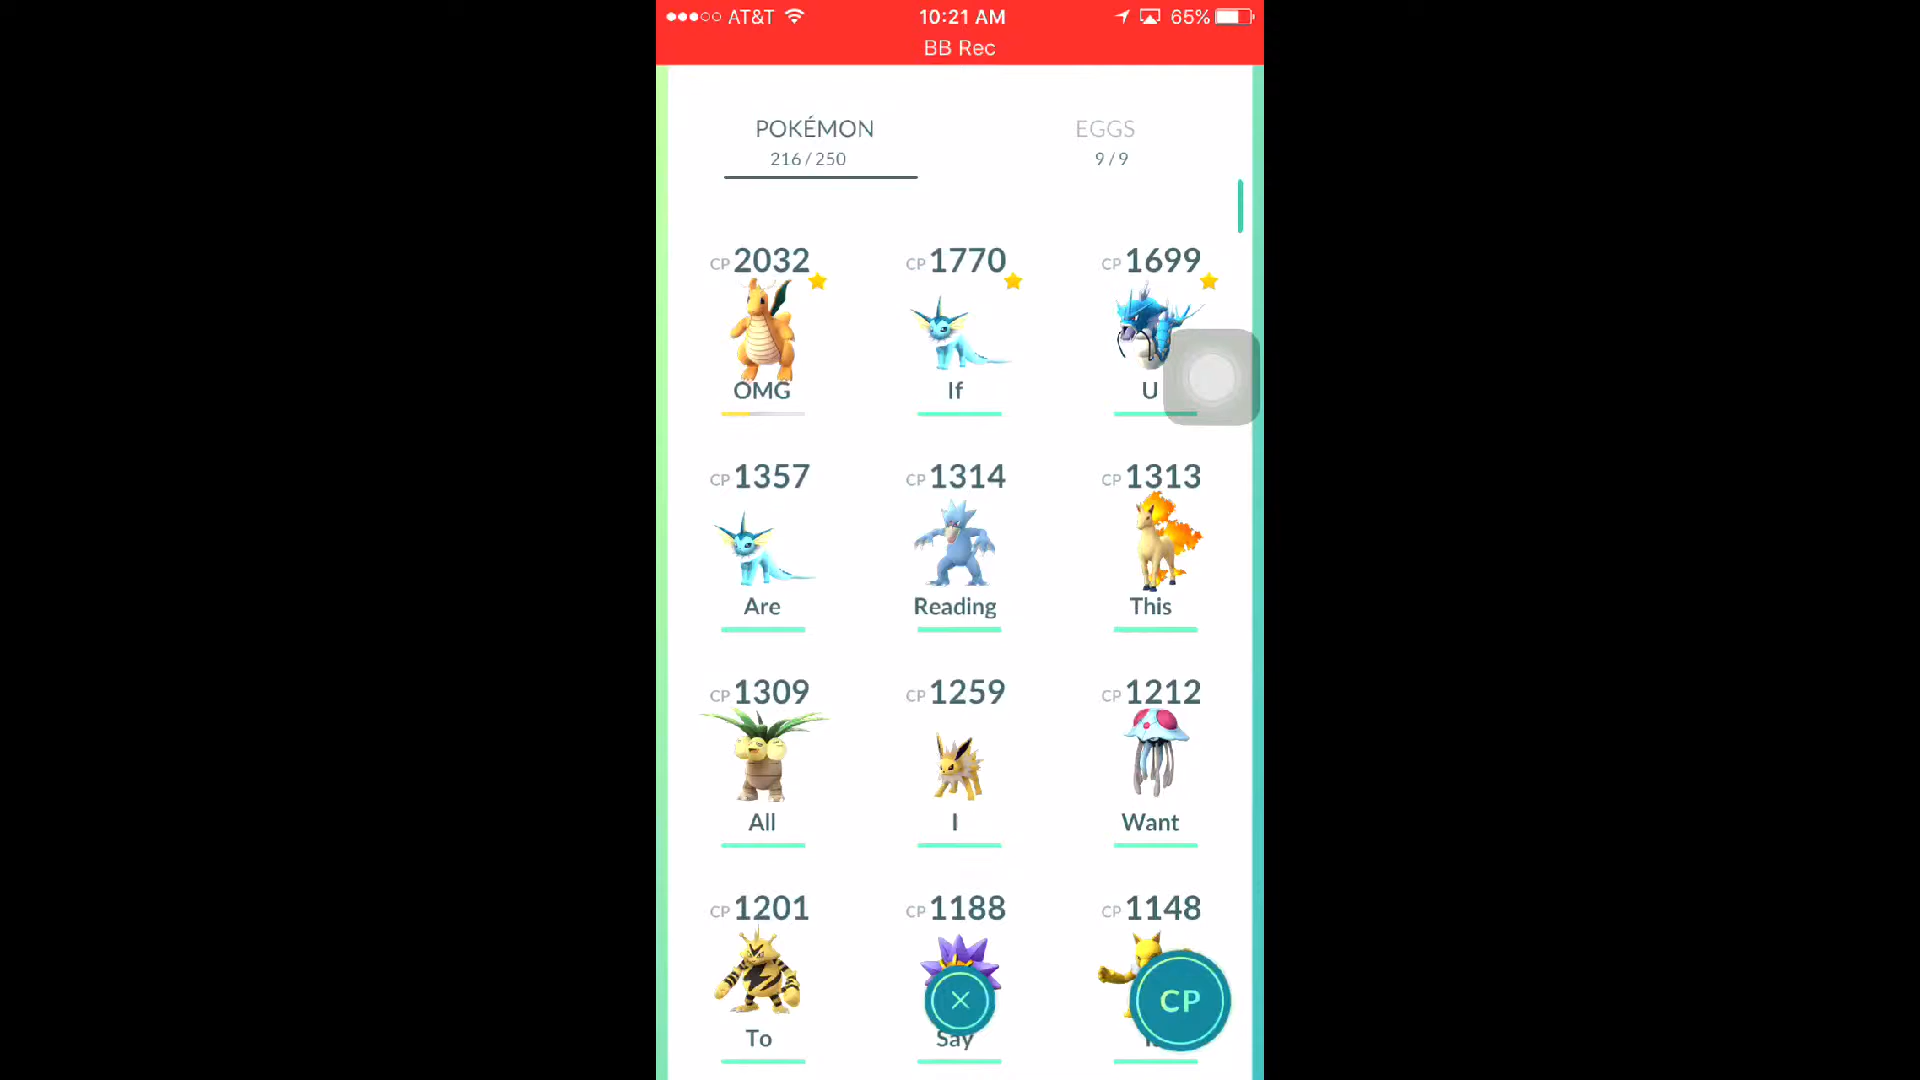 AT&T 10:21 AM 65%
BB Rec
POKÉMON EGGS
216/250 9/9
CP 2032 CP 1770 CP 1699
OMG If U
CP 1357 CP 1314 CP 1313
Are Reading This
CP 1309 CP 1259 CP 1212
All I Want
CP 1201 CP 1188 CP 1148
CP
To Say